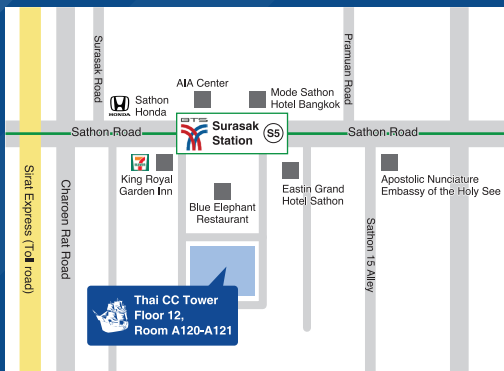 Surasak Road
Pramuan Road
AIA Center
Mode Sathon
Hotel Bangkok
HONDA
Sathon
Honda
BTS
Surasak
Station
S5
Sathon Road
Sathon Road
7
ELEVEN
King Royal
Garden Inn
Blue Elephant
Restaurant
Eastin Grand
Hotel Sathon
Apostolic Nunciature
Embassy of the Holy See
Sirat Express (Toll road)
Charoen Rat Road
Sathon 15 Alley
Thai CC Tower
Floor 12,
Room A120-A121